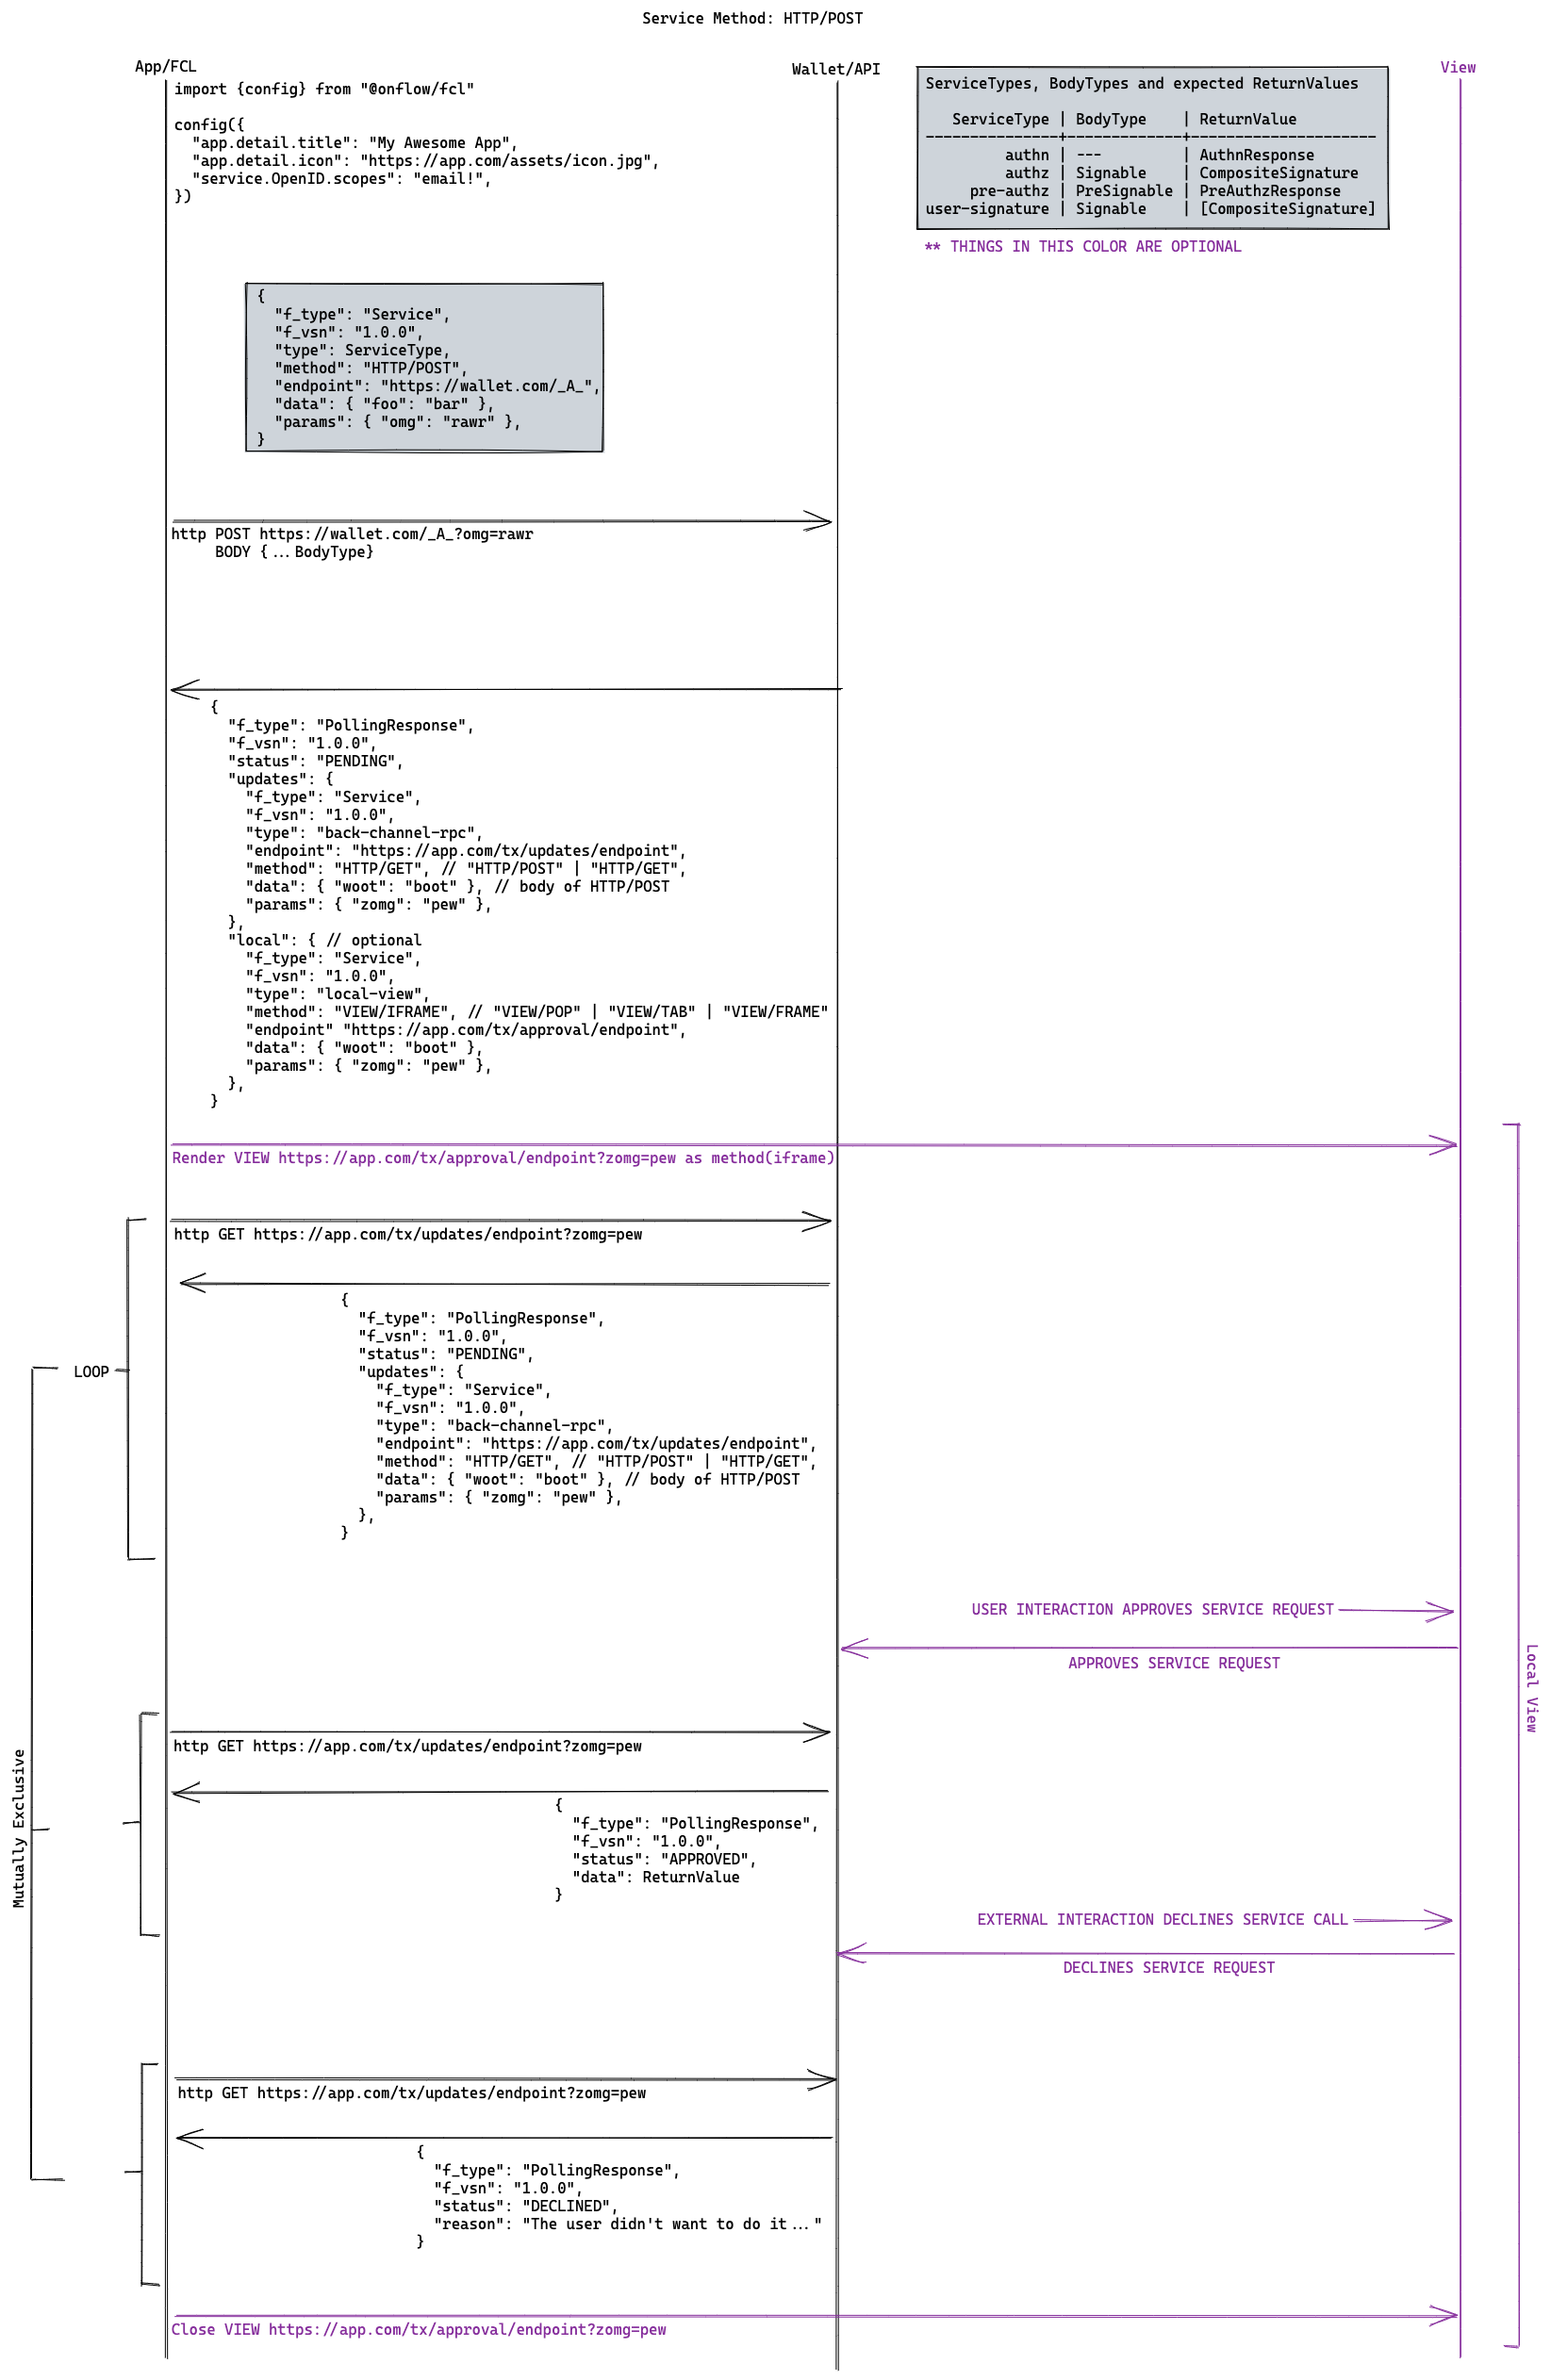 Service Method: HTTP/POST
App/FCL
Wallet/API
View
import {config} from "@onflow/fcl"
config({
"app.detail.title": "My Awesome App",
"app.detail.icon": "https://app.com/assets/icon.jpg",
"service.OpenID.scopes": "email!",
})
ServiceTypes, BodyTypes and expected ReturnValues
ServiceType | BodyType | ReturnValue
---------------+-------------+---------------------
authn | --- | AuthnResponse
authz | Signable | CompositeSignature
pre-authz | PreSignable | PreAuthzResponse
user-signature | Signable | [CompositeSignature]
** THINGS IN THIS COLOR ARE OPTIONAL
{
"f_type": "Service",
"f_vsn": "1.0.0",
"type": ServiceType,
"method": "HTTP/POST",
"endpoint": "https://wallet.com/_A_",
"data": { "foo": "bar" },
"params": { "omg": "rawr" },
}
http POST https://wallet.com/_A_?omg=rawr
BODY {...BodyType}
{
"f_type": "PollingResponse",
"f_vsn": "1.0.0",
"status": "PENDING",
"updates": {
"f_type": "Service",
"f_vsn": "1.0.0",
"type": "back-channel-rpc",
"endpoint": "https://app.com/tx/updates/endpoint",
"method": "HTTP/GET", // "HTTP/POST" | "HTTP/GET",
"data": { "woot": "boot" }, // body of HTTP/POST
"params": { "zomg": "pew" },
},
"local": { // optional
"f_type": "Service",
"f_vsn": "1.0.0",
"type": "local-view",
"method": "VIEW/IFRAME", // "VIEW/POP" | "VIEW/TAB" | "VIEW/FRAME"
"endpoint" "https://app.com/tx/approval/endpoint",
"data": { "woot": "boot" },
"params": { "zomg": "pew" },
},
}
Render VIEW https://app.com/tx/approval/endpoint?zomg=pew as method(iframe)
http GET https://app.com/tx/updates/endpoint?zomg=pew
LOOP
{
"f_type": "PollingResponse",
"f_vsn": "1.0.0",
"status": "PENDING",
"updates": {
"f_type": "Service",
"f_vsn": "1.0.0",
"type": "back-channel-rpc",
"endpoint": "https://app.com/tx/updates/endpoint",
"method": "HTTP/GET", // "HTTP/POST" | "HTTP/GET",
"data": { "woot": "boot" }, // body of HTTP/POST
"params": { "zomg": "pew" },
},
}
USER INTERACTION APPROVES SERVICE REQUEST
APPROVES SERVICE REQUEST
Local View
Mutually Exclusive
http GET https://app.com/tx/updates/endpoint?zomg=pew
{
"f_type": "PollingResponse",
"f_vsn": "1.0.0",
"status": "APPROVED",
"data": ReturnValue
}
EXTERNAL INTERACTION DECLINES SERVICE CALL
DECLINES SERVICE REQUEST
http GET https://app.com/tx/updates/endpoint?zomg=pew
{
"f_type": "PollingResponse",
"f_vsn": "1.0.0",
"status": "DECLINED",
"reason": "The user didn't want to do it..."
}
Close VIEW https://app.com/tx/approval/endpoint?zomg=pew